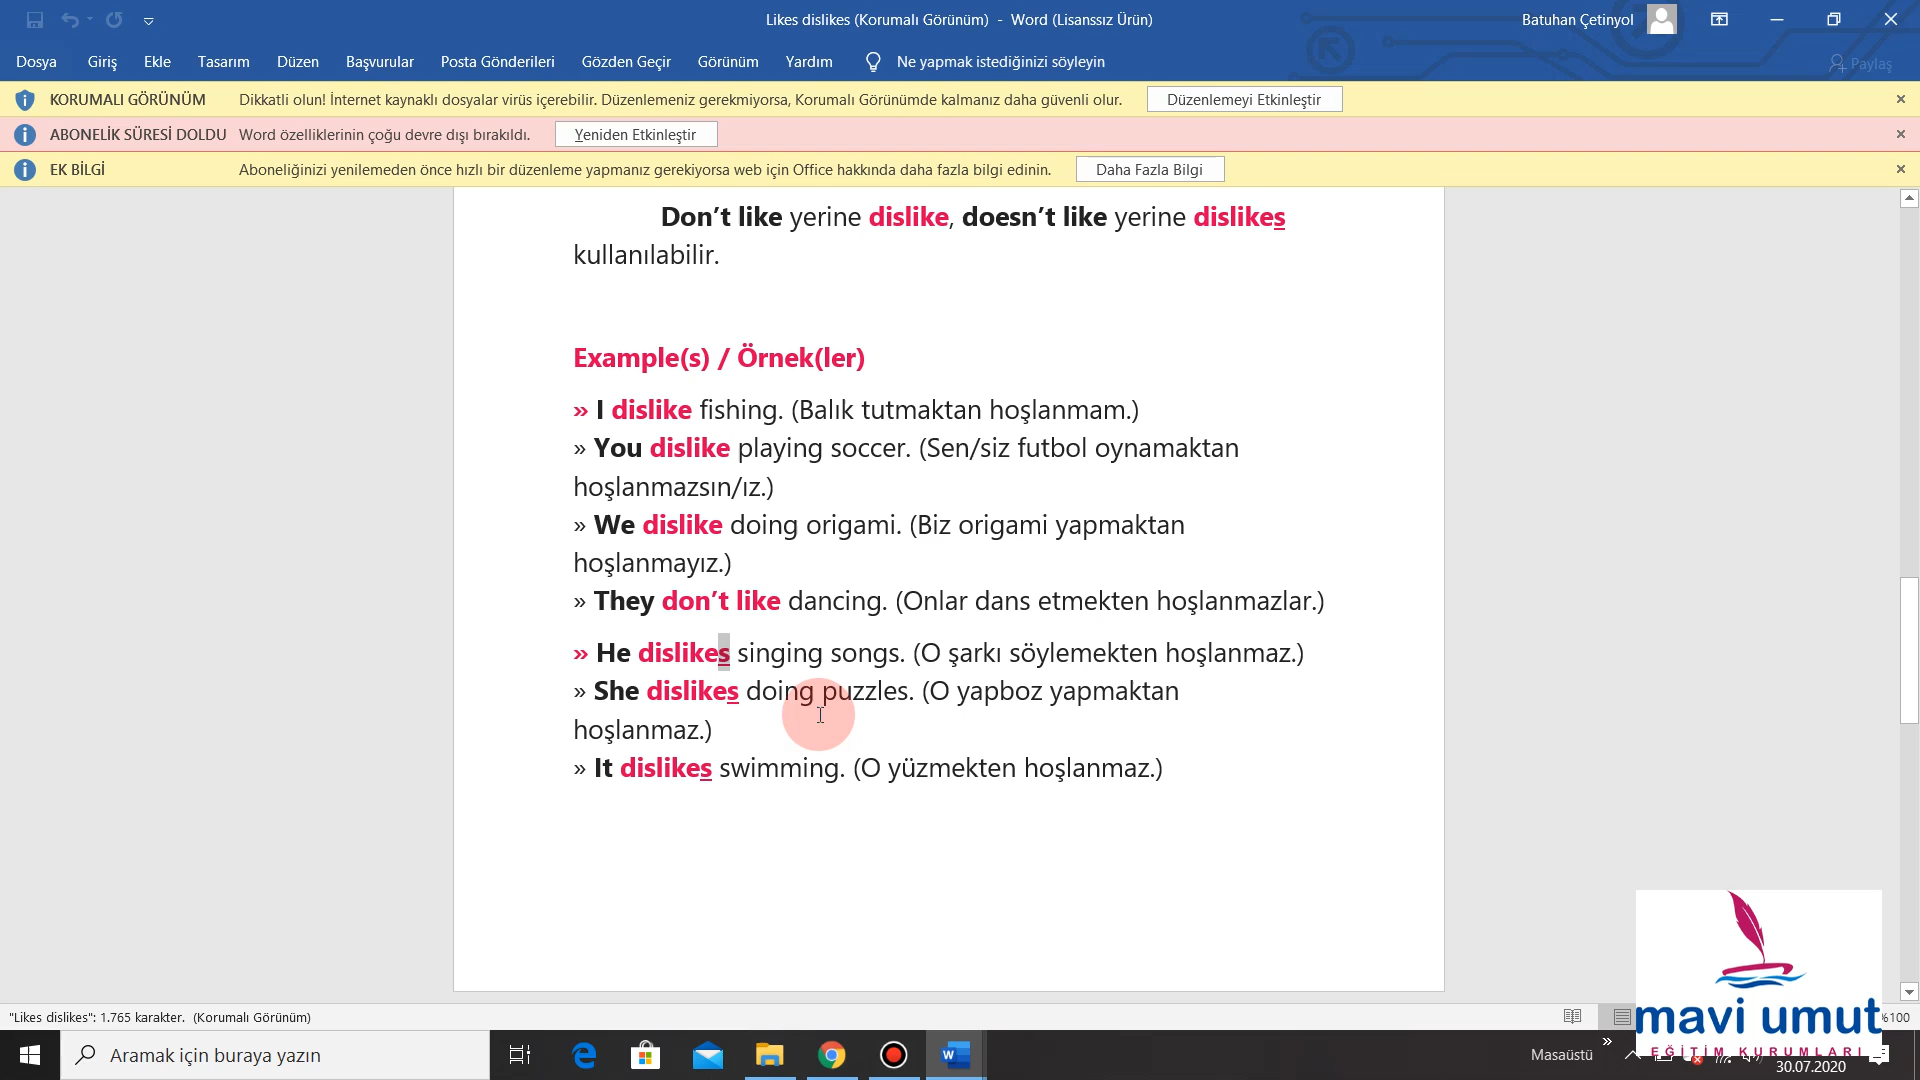 Likes dislikes (Korumalı Görünüm) - Word (Lisanssız Ürün)
Batuhan Çetinyol
Dosya Giriş Ekle Tasarım Düzen Başvurular Posta Gönderileri Gözden Geçir Görünüm Yardım Ne yapmak istediğinizi söyleyin Paylaş
KORUMALI GÖRÜNÜM Dikkatli olun! İnternet kaynaklı dosyalar virüs içerebilir. Düzenlemeniz gerekmiyorsa, Korumalı Görünümde kalmanız daha güvenli olur. Düzenlemeyi Etkinleştir
ABONELİK SÜRESİ DOLDU Word özelliklerinin çoğu devre dışı bırakıldı. Yeniden Etkinleştir
EK BİLGİ Aboneliğinizi yenilemeden önce hızlı bir düzenleme yapmanız gerekiyorsa web için Office hakkında daha fazla bilgi edinin. Daha Fazla Bilgi
Don't like yerine dislike, doesn't like yerine dislikes
kullanılabilir.
Example(s) / Örnek(ler)
» I dislike fishing. (Balık tutmaktan hoşlanmam.)
» You dislike playing soccer. (Sen/siz futbol oynamaktan
hoşlanmazsın/ız.)
» We dislike doing origami. (Biz origami yapmaktan
hoşlanmayız.)
» They don't like dancing. (Onlar dans etmekten hoşlanmazlar.)
» He dislikes singing songs. (O şarkı söylemekten hoşlanmaz.)
» She dislikes doing puzzles. (O yapboz yapmaktan
hoşlanmaz.)
» It dislikes swimming. (O yüzmekten hoşlanmaz.)
mavi umut
EĞİTİM KURUMLARI
"Likes dislikes": 1.765 karakter. (Korumalı Görünüm)
%100
Aramak için buraya yazın
Masaüstü
30.07.2020